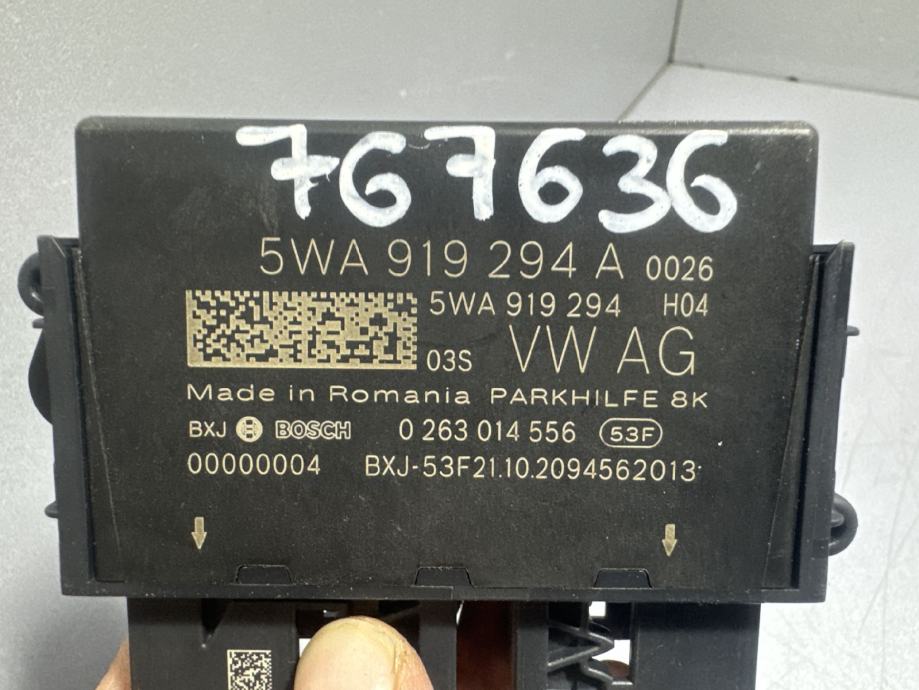 767636
5WA 919 294 A 0026
5WA 919 294 H04
03S VW AG
Made in Romania PARKHILFE 8K
BXJ BOSCH 0 263 014 556 53F
00000004 BXJ-53F21.10.2094562013